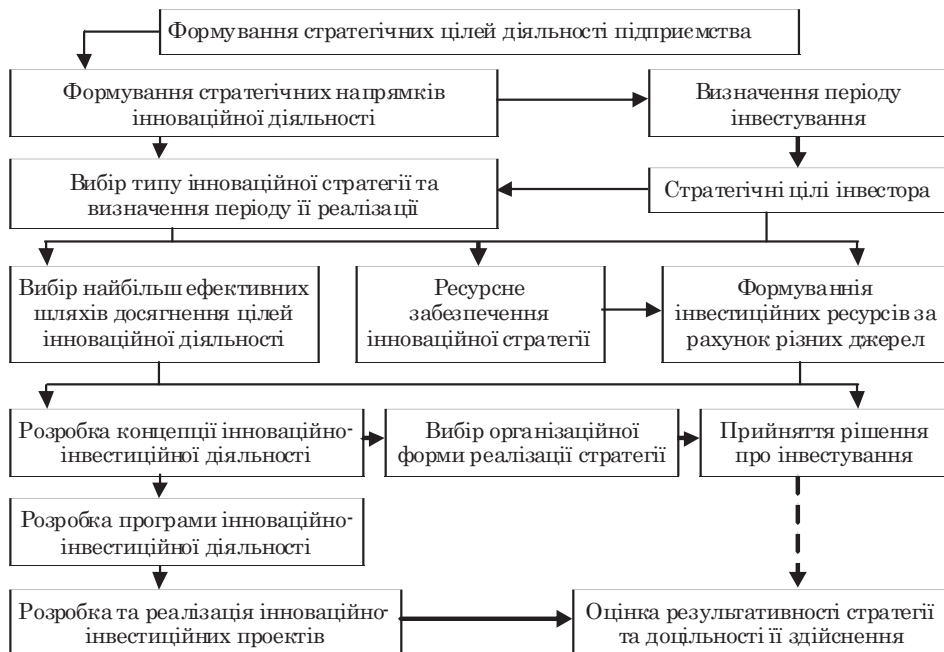 Формування стратегічних цілей діяльності підприємства
Формування стратегічних напрямків
інноваційної діяльності
Визначення періоду
інвестування
Вибір типу інноваційної стратегії та
визначення періоду її реалізації
Стратегічні цілі інвестора
Вибір найбільш ефективних
шляхів досягнення цілей
інноваційної діяльності
Ресурсне
забезпечення
інноваційної стратегії
Формуваннія
інвестиційних ресурсів за
рахунок різних джерел
Розробка концепції інноваційно-
інвестиційної діяльності
Вибір організаційної
форми реалізації стратегії
Прийняття рішення
про інвестування
Розробка програми інноваційно-
інвестиційної діяльності
Розробка та реалізація інноваційно-
інвестиційних проектів
Оцінка результативності стратегії
та доцільності її здійснення